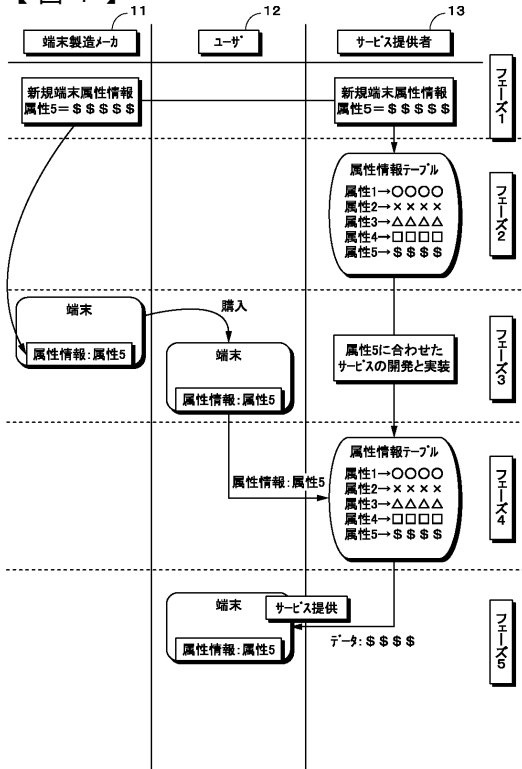 【図4】
11
12
13
端末製造ﾒｰｶ
ﾕｰｻﾞ
ｻｰﾋﾞｽ提供者
新規端末属性情報
属性5＝＄＄＄＄＄
新規端末属性情報
属性5＝＄＄＄＄＄
フェーズ1
属性情報ﾃｰﾌﾞﾙ
属性1→○○○○
属性2→××××
属性3→△△△△
属性4→□□□□
属性5→＄＄＄＄
フェーズ2
端末
属性情報:属性5
購入
端末
属性情報:属性5
属性5に合わせた
ｻｰﾋﾞｽの開発と実装
フェーズ3
属性情報:属性5
属性情報ﾃｰﾌﾞﾙ
属性1→○○○○
属性2→××××
属性3→△△△△
属性4→□□□□
属性5→＄＄＄＄
フェーズ4
端末
ｻｰﾋﾞｽ提供
属性情報:属性5
ﾃﾞｰﾀ:＄＄＄＄
フェーズ5